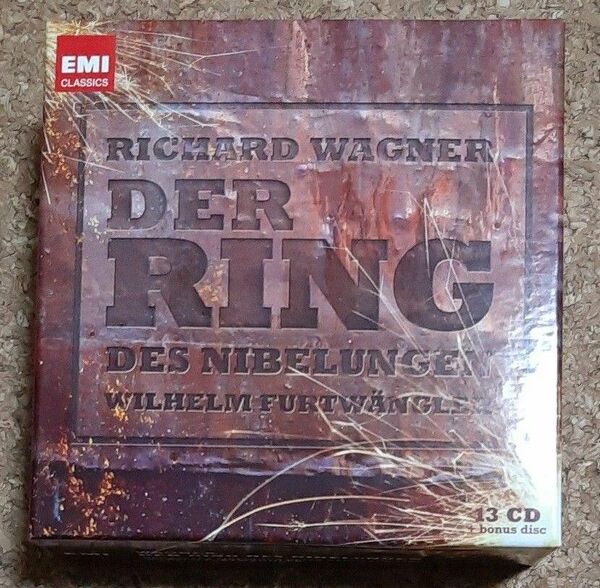 EMI
CLASSICS
RICHARD WAGNER
DER
RING
DES NIBELUNGEN
WILHELM FURTWÄNGLER
13 CD
+ bonus disc